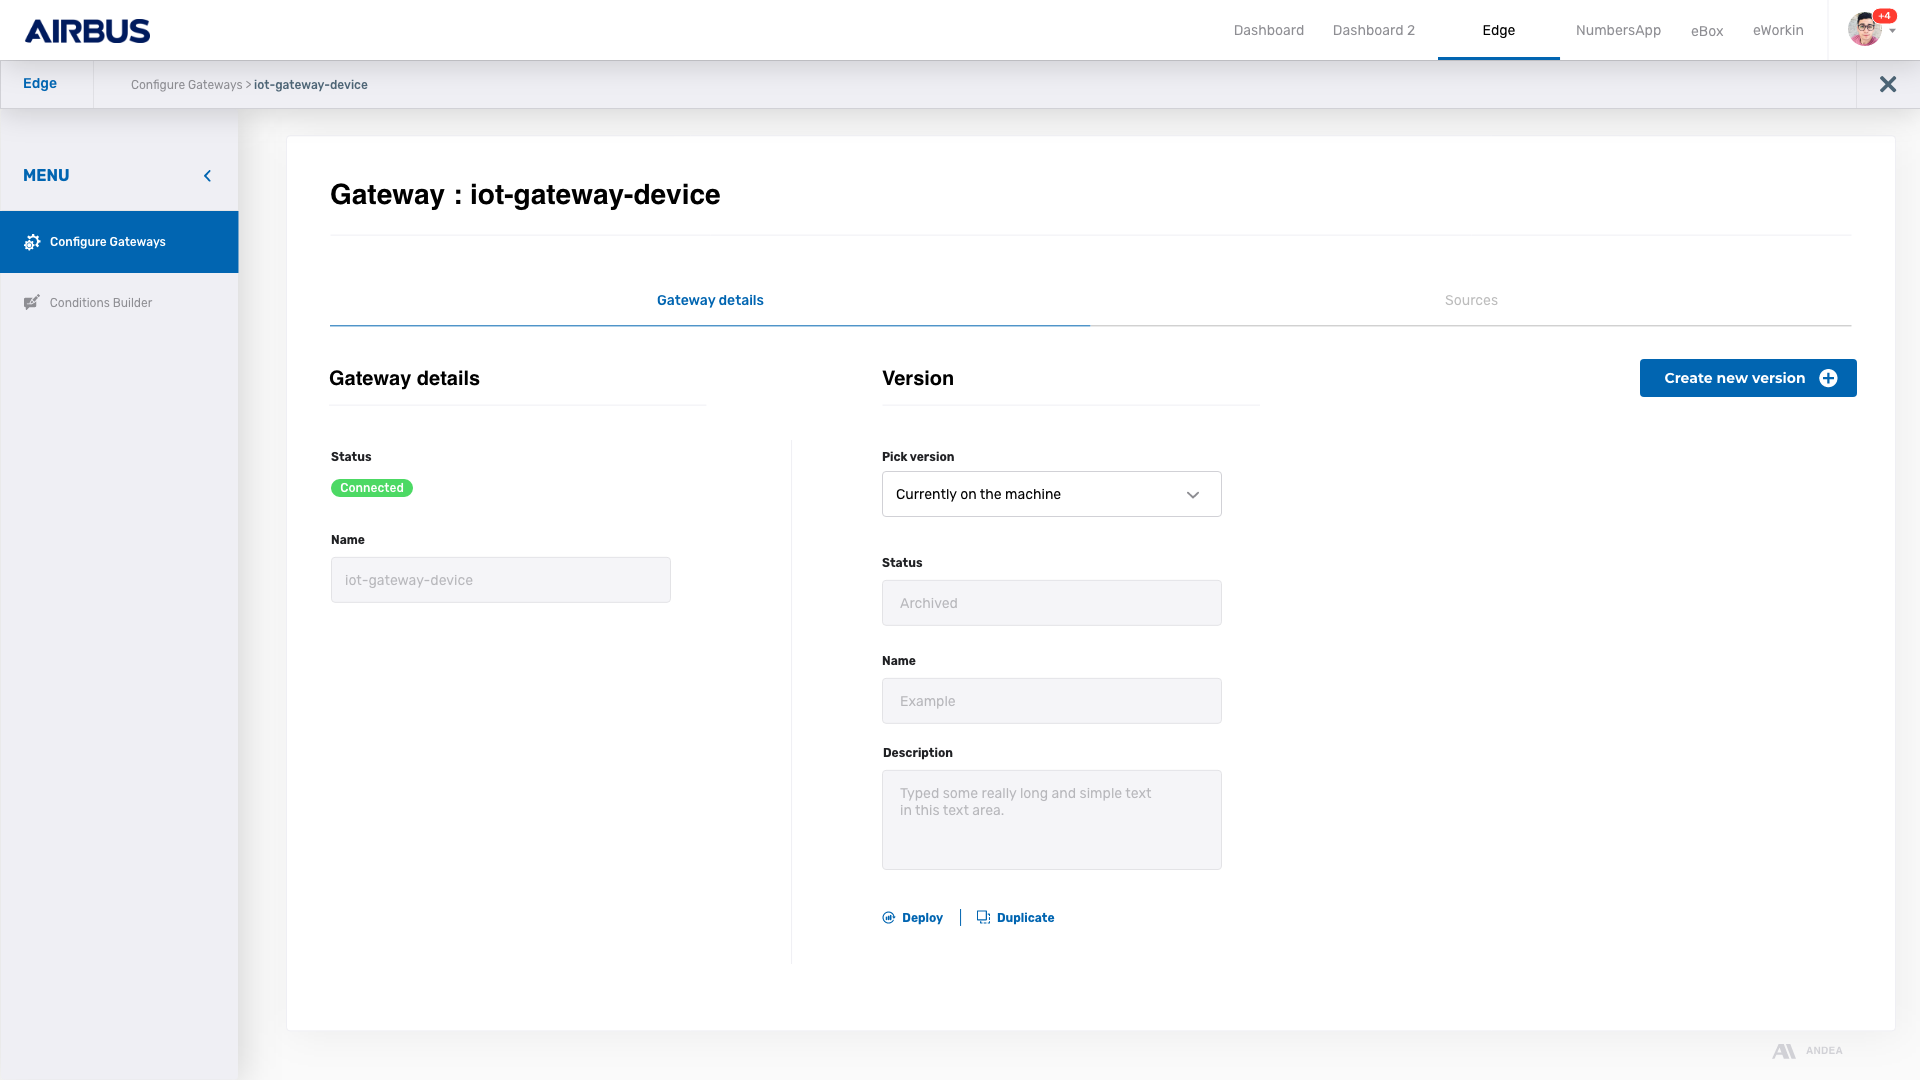 AIRBUS
Dashboard
Dashboard 2
Edge
NumbersApp
eBox
eWorkin
+4
Edge
Configure Gateways > iot-gateway-device
MENU
Configure Gateways
Conditions Builder
Gateway : iot-gateway-device
Gateway details
Sources
Gateway details
Status
Connected
Name
iot-gateway-device
Version
Create new version
Pick version
Currently on the machine
Status
Archived
Name
Example
Description
Typed some really long and simple text
in this text area.
Deploy
Duplicate
ANDEA